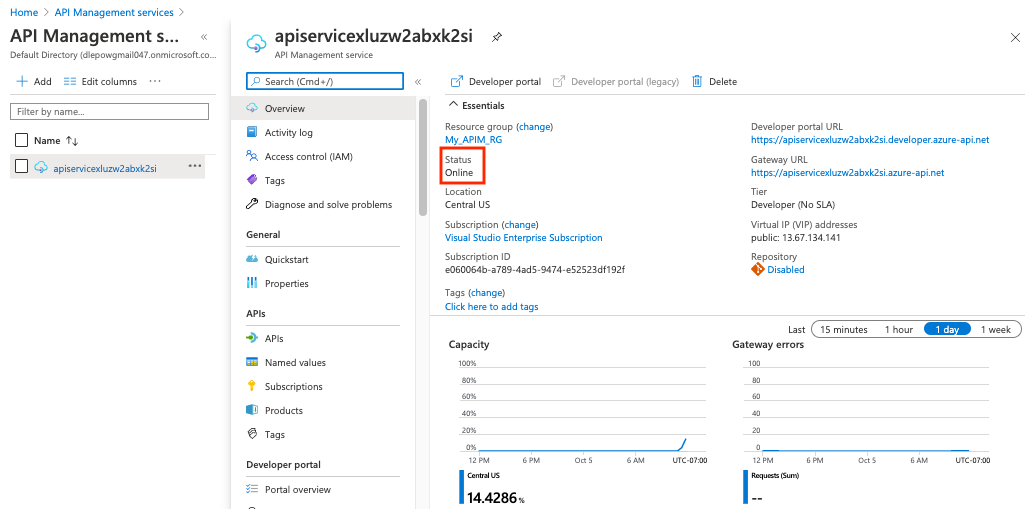 Home > API Management services >
API Management s... «
Default Directory (dlepowgmail047.onmicrosoft.co...
Add Edit columns ...
Filter by name...
Name ↑↓
apiservicexluzw2abxk2si ...
apiservicexluzw2abxk2si
API Management service
Search (Cmd+/) «
Overview
Activity log
Access control (IAM)
Tags
Diagnose and solve problems
General
Quickstart
Properties
APIs
APIs
Named values
Subscriptions
Products
Tags
Developer portal
Portal overview
Developer portal Developer portal (legacy) Delete
Essentials
Resource group (change)
My_APIM_RG
Status
Online
Location
Central US
Subscription (change)
Visual Studio Enterprise Subscription
Subscription ID
e060064b-a789-4ad5-9474-e52523df192f
Tags (change)
Click here to add tags
Developer portal URL
https://apiservicexluzw2abxk2si.developer.azure-api.net
Gateway URL
https://apiservicexluzw2abxk2si.azure-api.net
Tier
Developer (No SLA)
Virtual IP (VIP) addresses
public: 13.67.134.141
Repository
Disabled
Last 15 minutes 1 hour 1 day 1 week
Capacity
100%
80%
60%
40%
20%
0%
12 PM 6 PM Oct 5 6 AM UTC-07:00
Central US
14.4286 %
Gateway errors
100
80
60
40
20
0
12 PM 6 PM Oct 5 6 AM UTC-07:00
Requests (Sum)
--